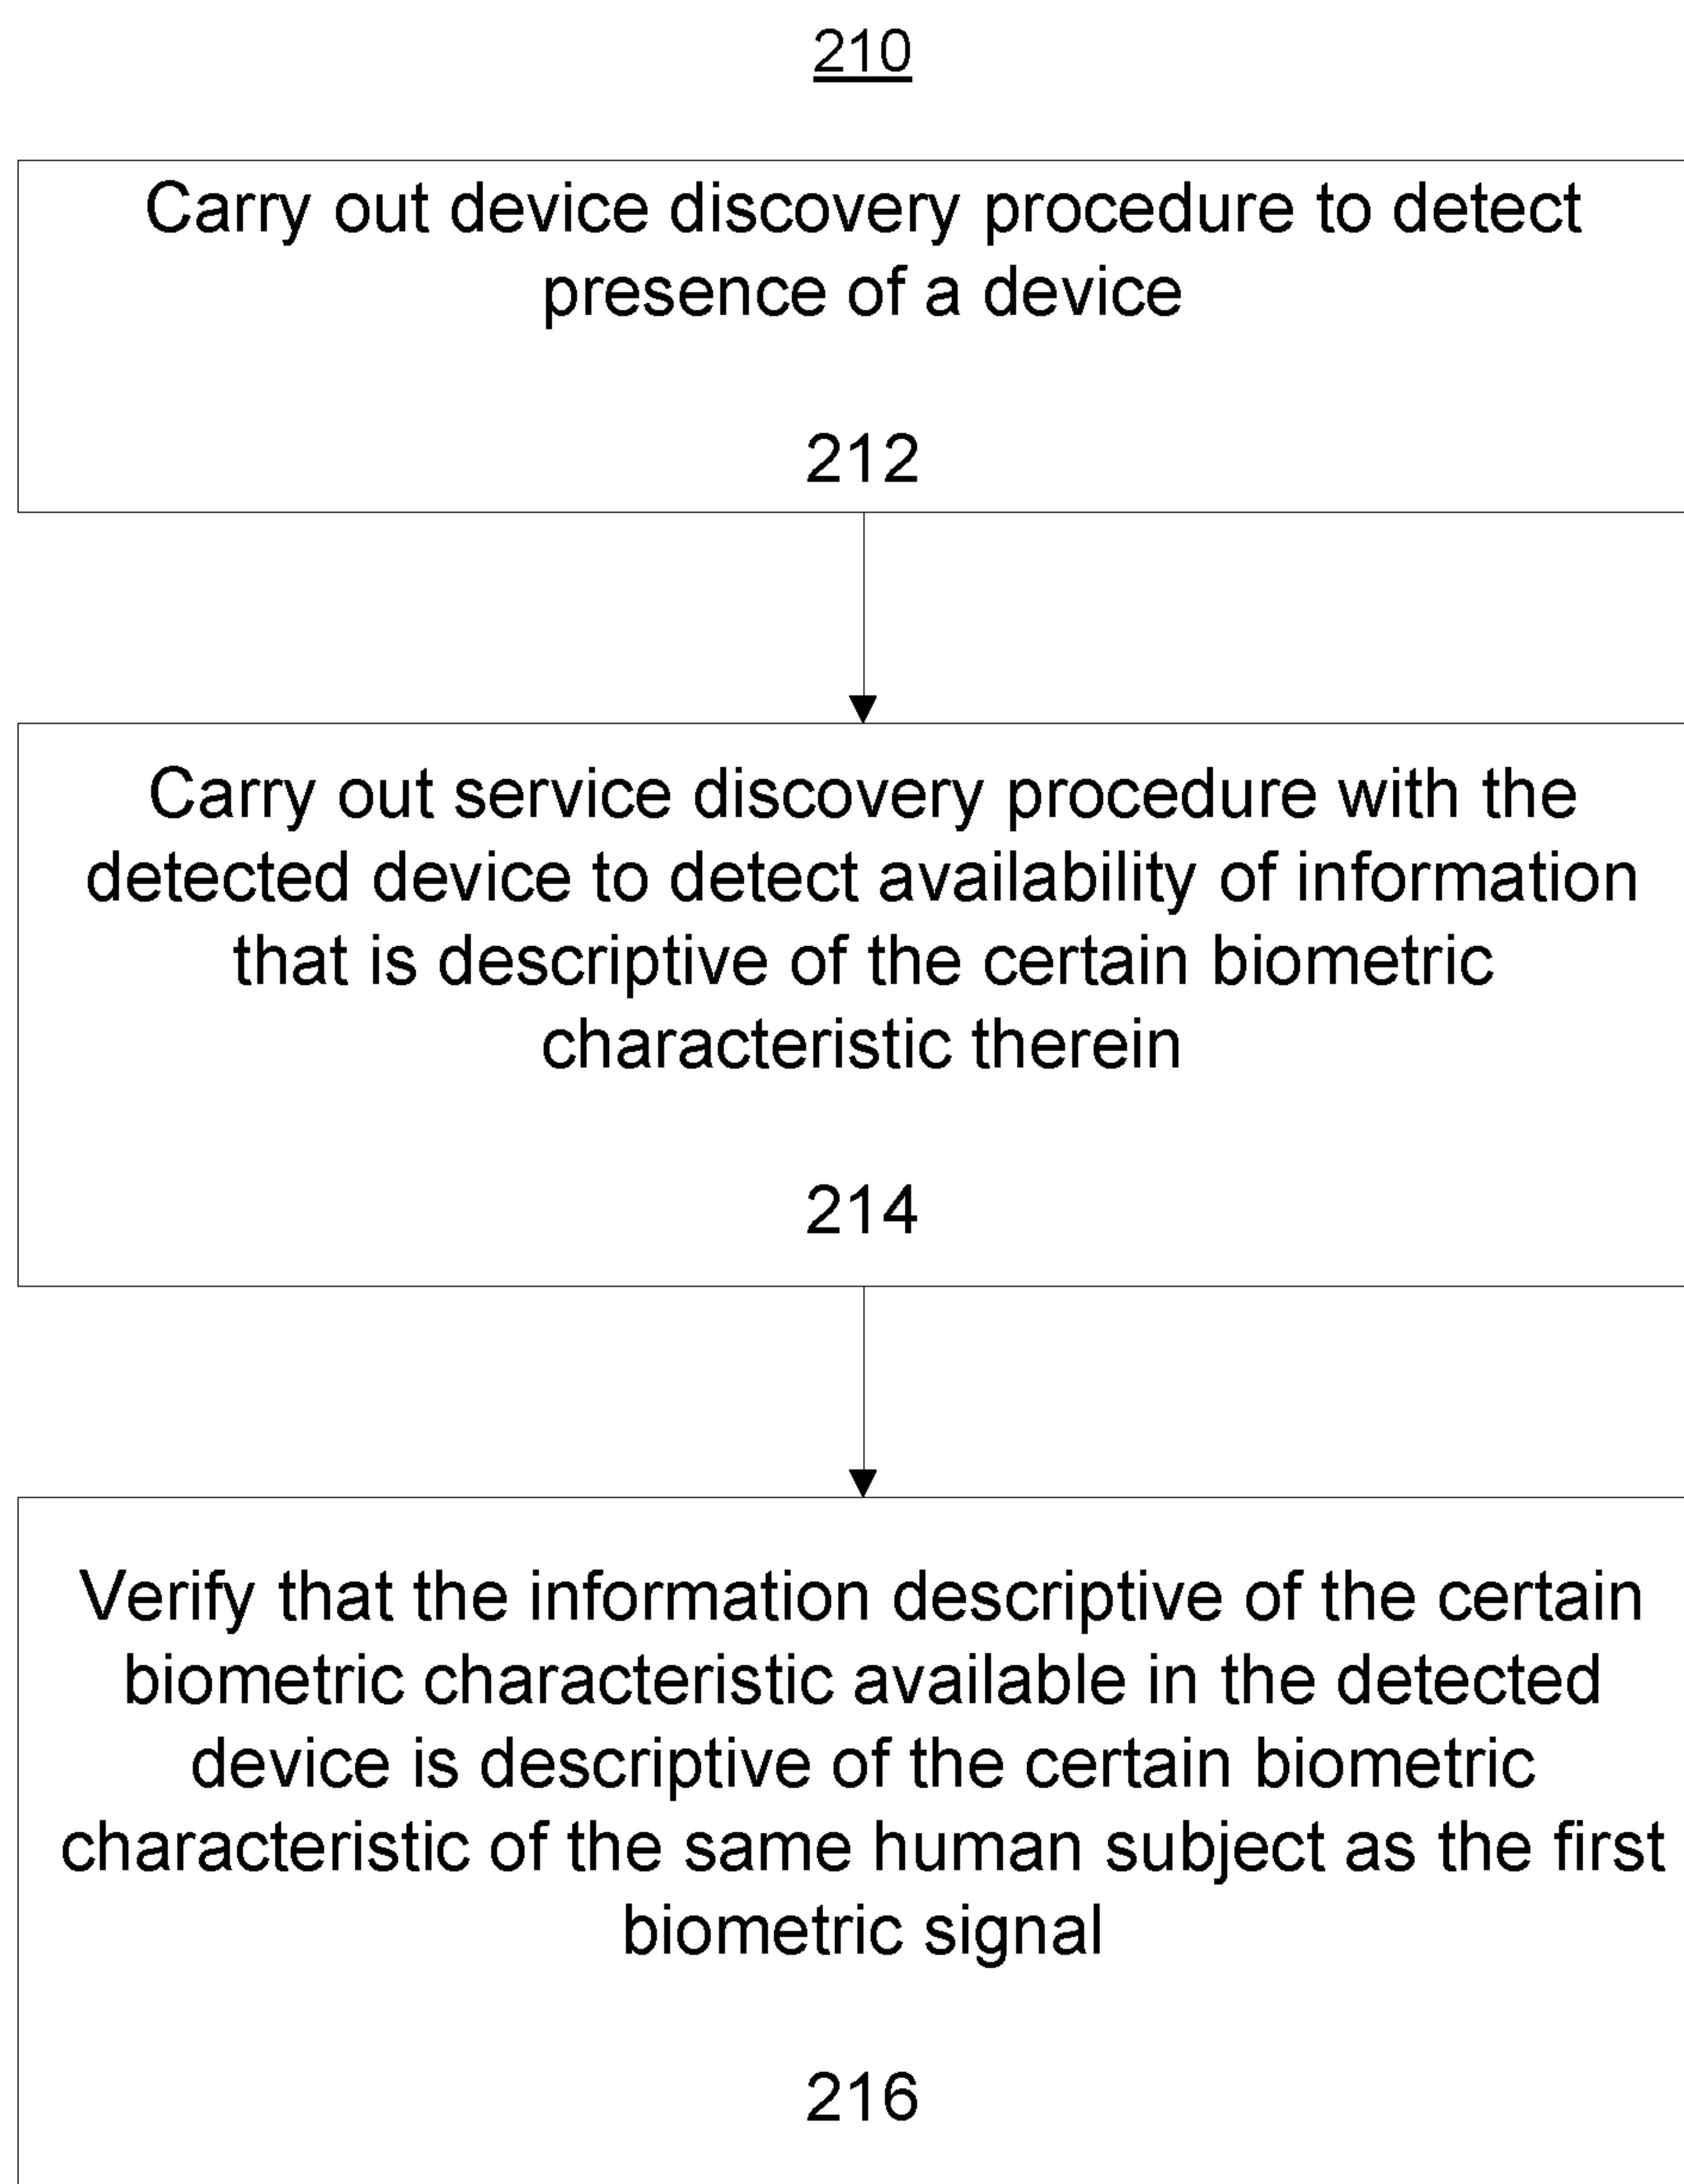 210
Carry out device discovery procedure to detect
presence of a device
212
Carry out service discovery procedure with the
detected device to detect availability of information
that is descriptive of the certain biometric
characteristic therein
214
Verify that the information descriptive of the certain
biometric characteristic available in the detected
device is descriptive of the certain biometric
characteristic of the same human subject as the first
biometric signal
216